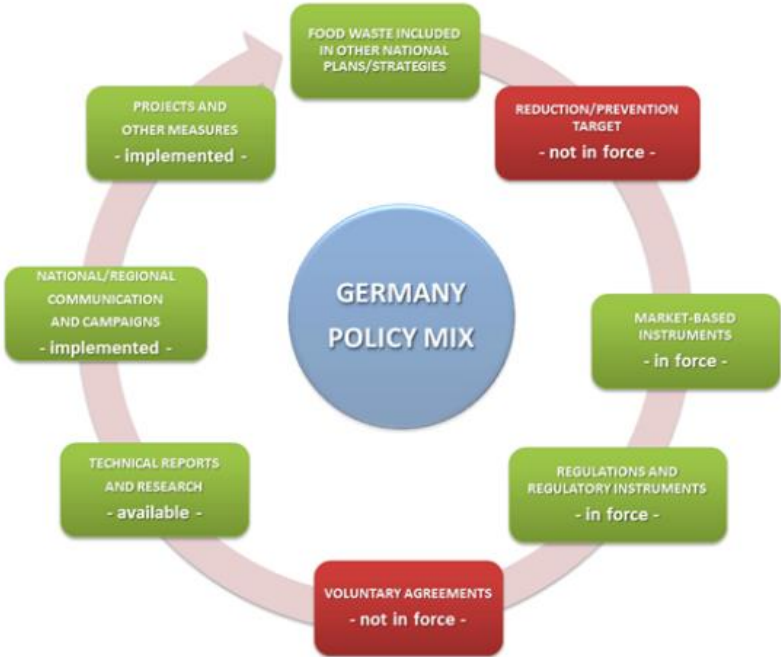 FOOD WASTE INCLUDED
IN OTHER NATIONAL
PLANS/STRATEGIES
REDUCTION/PREVENTION
TARGET
- not in force -
MARKET-BASED
INSTRUMENTS
- in force -
REGULATIONS AND
REGULATORY INSTRUMENTS
- in force -
VOLUNTARY AGREEMENTS
- not in force -
TECHNICAL REPORTS
AND RESEARCH
- available -
NATIONAL/REGIONAL
COMMUNICATION
AND CAMPAIGNS
- implemented -
PROJECTS AND
OTHER MEASURES
- implemented -
GERMANY
POLICY MIX